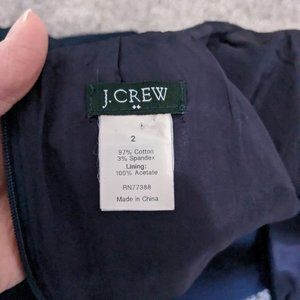 J.CREW
2
97% Cotton
3% Spandex
Lining:
100% Acetate
RN77388
Made in China